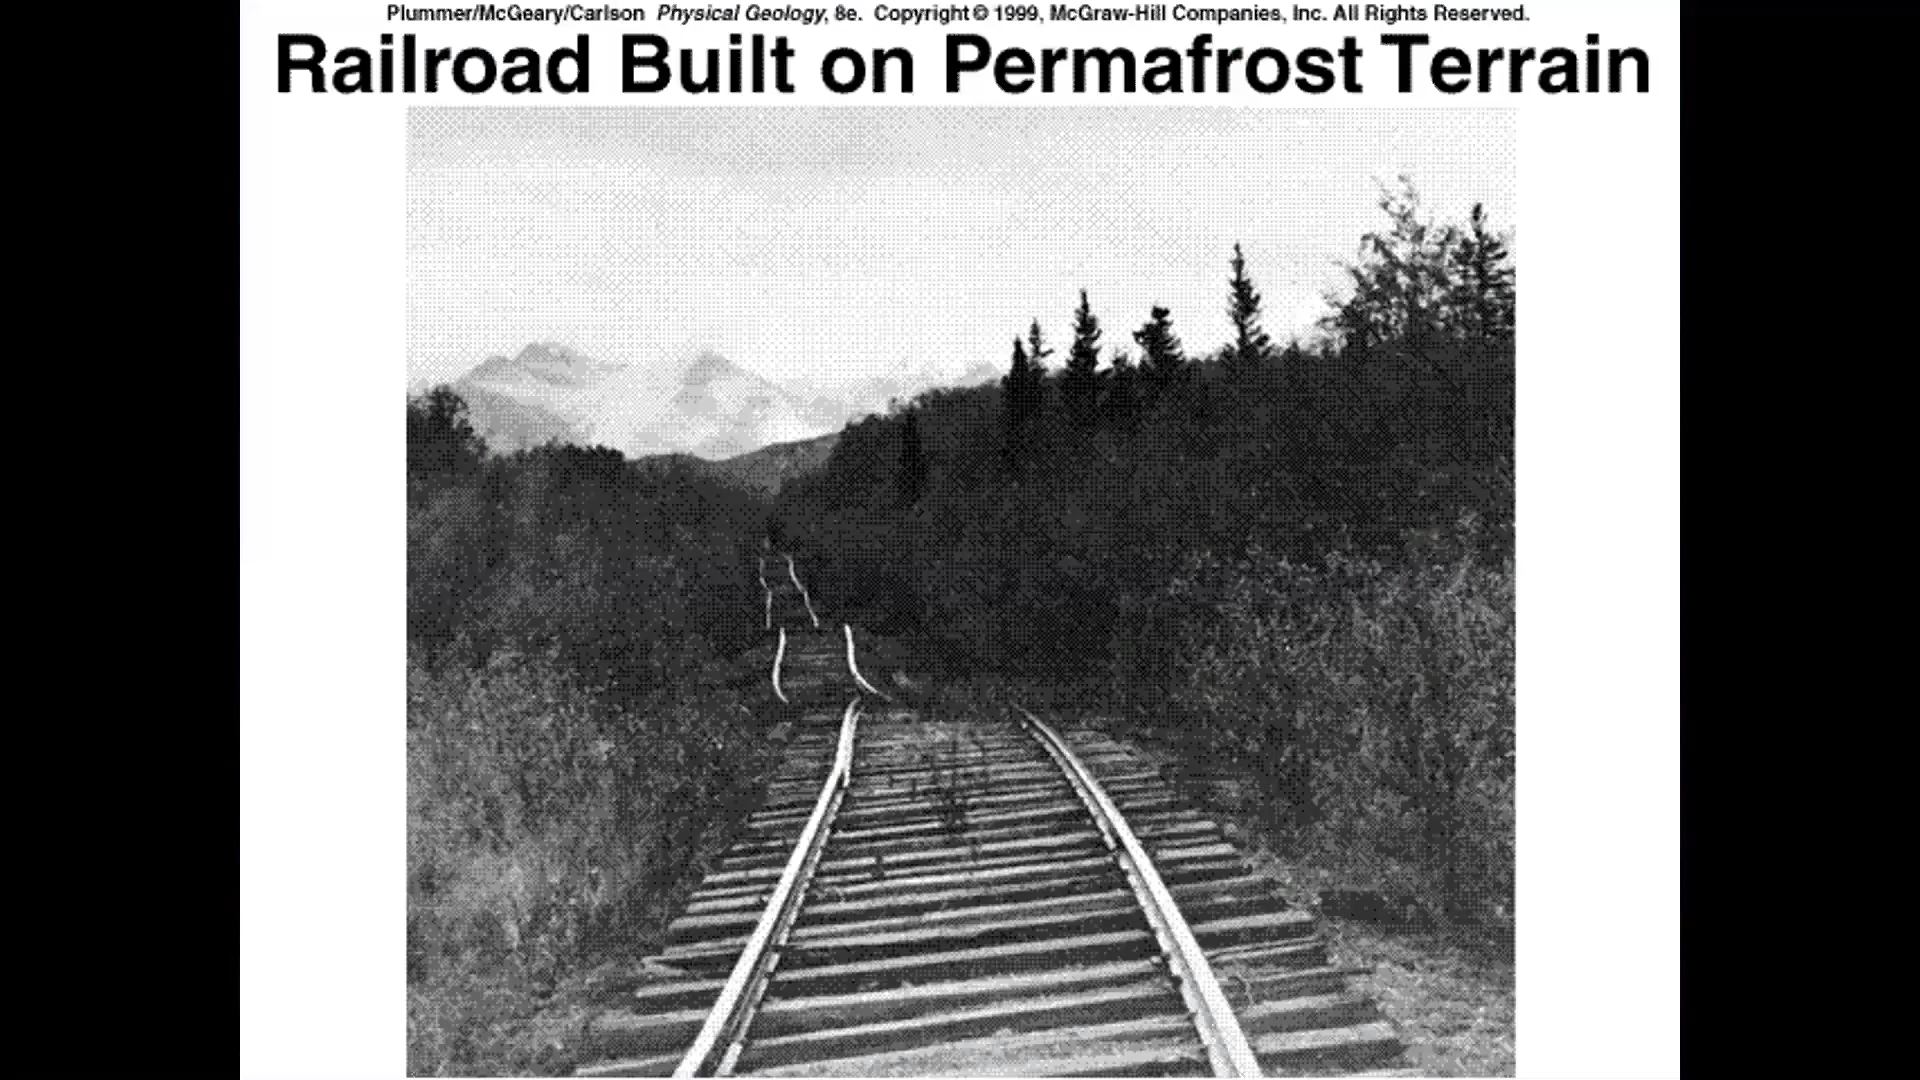 Plummer/McGeary/Carlson Physical Geology, 8e. Copyright © 1999, McGraw-Hill Companies, Inc. All Rights Reserved.
Railroad Built on Permafrost Terrain